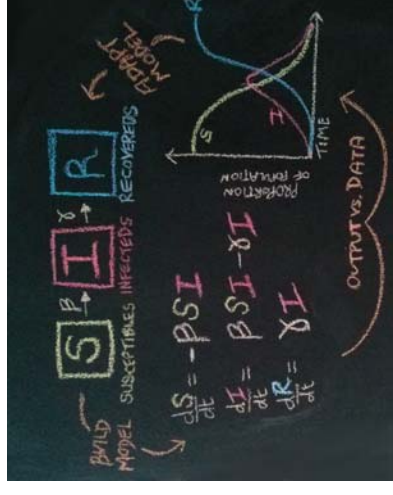 BUILD
MODEL
S β→ I γ→ R
SUSCEPTIBLES INFECTEDS RECOVEREDS
ADAPT
MODEL
dS/dt = -βSI
dI/dt = βSI - γI
dR/dt = γI
PROPORTION
OF POPULATION
S
I
R
TIME
OUTPUT VS. DATA